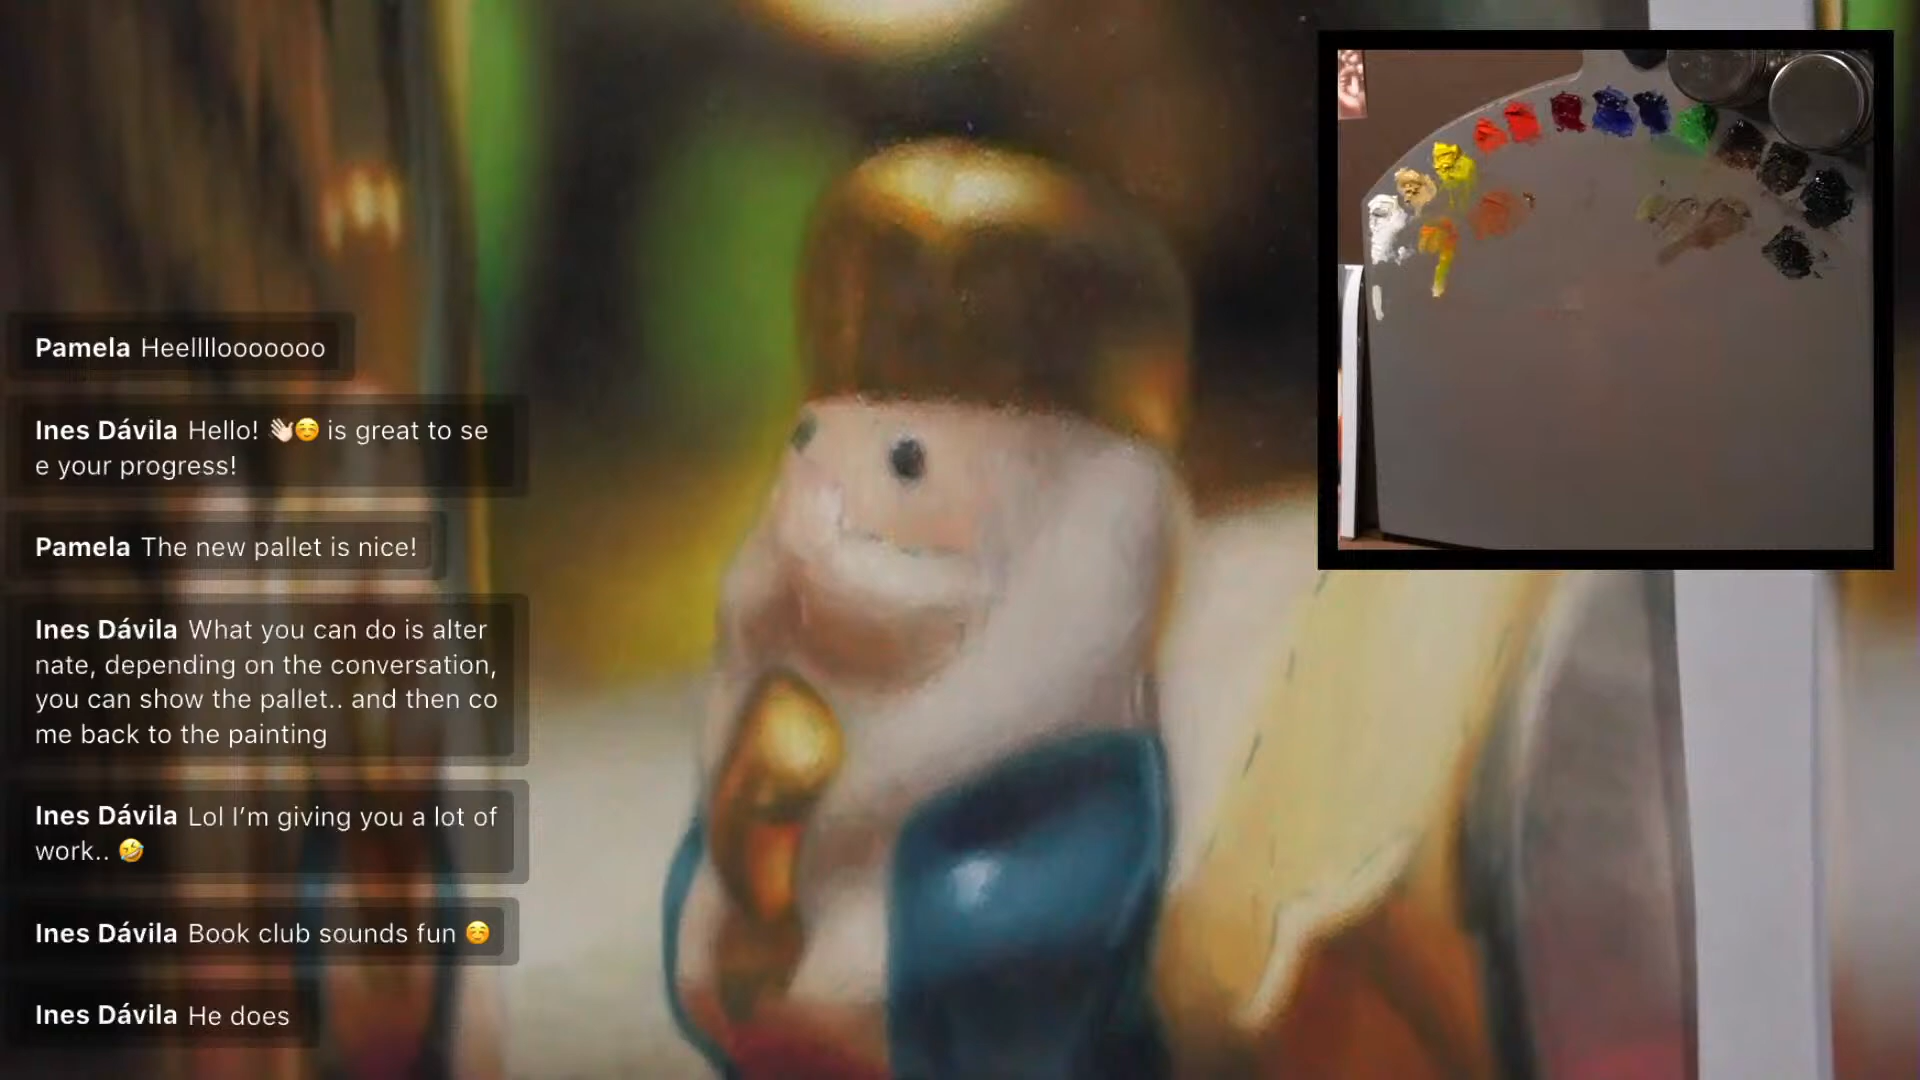 Pamela Heelllloooooooo
Ines Dávila Hello! 👋🏻☺️ is great to se
e your progress!
Pamela The new pallet is nice!
Ines Dávila What you can do is alter
nate, depending on the conversation,
you can show the pallet.. and then co
me back to the painting
Ines Dávila Lol I’m giving you a lot of
work.. 🤣
Ines Dávila Book club sounds fun ☺️
Ines Dávila He does